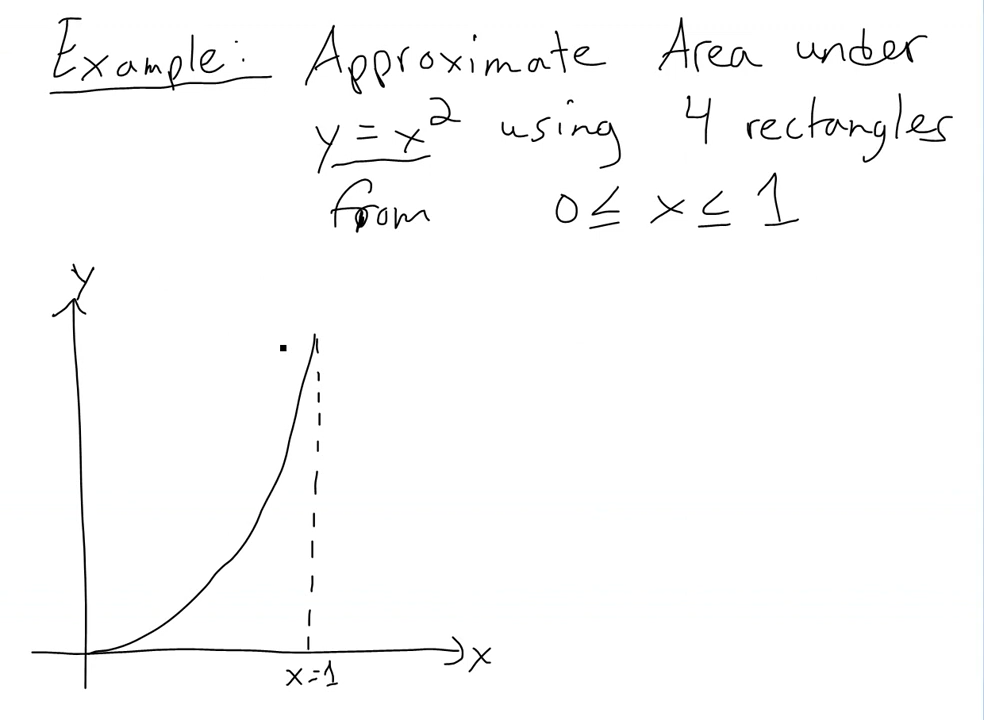 Example: Approximate Area under
y = x² using 4 rectangles
from 0 ≤ x ≤ 1
y
x
x=1